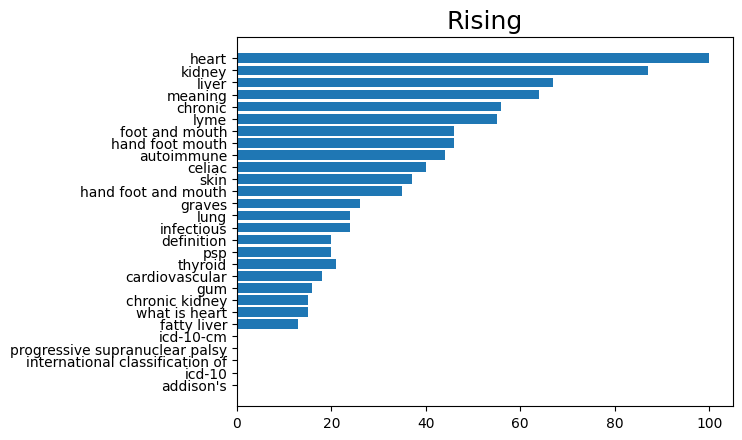 Rising
heart
kidney
liver
meaning
chronic
lyme
foot and mouth
hand foot mouth
autoimmune
celiac
skin
hand foot and mouth
graves
lung
infectious
definition
psp
thyroid
cardiovascular
gum
chronic kidney
what is heart
fatty liver
icd-10-cm
progressive supranuclear palsy
international classification of
icd-10
addison's
0 20 40 60 80 100